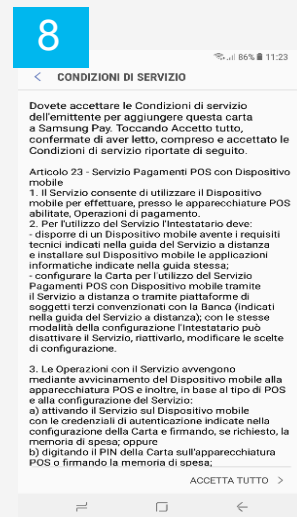 8
86% 11:23
< CONDIZIONI DI SERVIZIO
Dovete accettare le Condizioni di servizio
dell'emittente per aggiungere questa carta
a Samsung Pay. Toccando Accetto tutto,
confermate di aver letto, compreso e accettato le
Condizioni di servizio riportate di seguito.
Articolo 23 - Servizio Pagamenti POS con Dispositivo
mobile
1. Il Servizio consente di utilizzare il Dispositivo
mobile per effettuare, presso le apparecchiature POS
abilitate, Operazioni di pagamento.
2. Per l'utilizzo del Servizio l'Intestatario deve:
- disporre di un Dispositivo mobile avente i requisiti
tecnici indicati nella guida del Servizio a distanza
e installare sul Dispositivo mobile le applicazioni
informatiche indicate nella guida stessa;
- configurare la Carta per l'utilizzo del Servizio
Pagamenti POS con Dispositivo mobile tramite
il Servizio a distanza o tramite piattaforme di
soggetti terzi convenzionati con la Banca (indicati
nella guida del Servizio a distanza); con le stesse
modalità della configurazione l'Intestatario può
disattivare il Servizio, riattivarlo, modificare le scelte
di configurazione.
3. Le Operazioni con il Servizio avvengono
mediante avvicinamento del Dispositivo mobile alla
apparecchiatura POS e inoltre, in base al tipo di POS
e alla configurazione del Servizio:
a) attivando il Servizio sul Dispositivo mobile
con le credenziali di autenticazione indicate nella
configurazione della Carta e firmando, se richiesto, la
memoria di spesa; oppure
b) digitando il PIN della Carta sull'apparecchiatura
POS o firmando la memoria di spesa;
ACCETTA TUTTO >